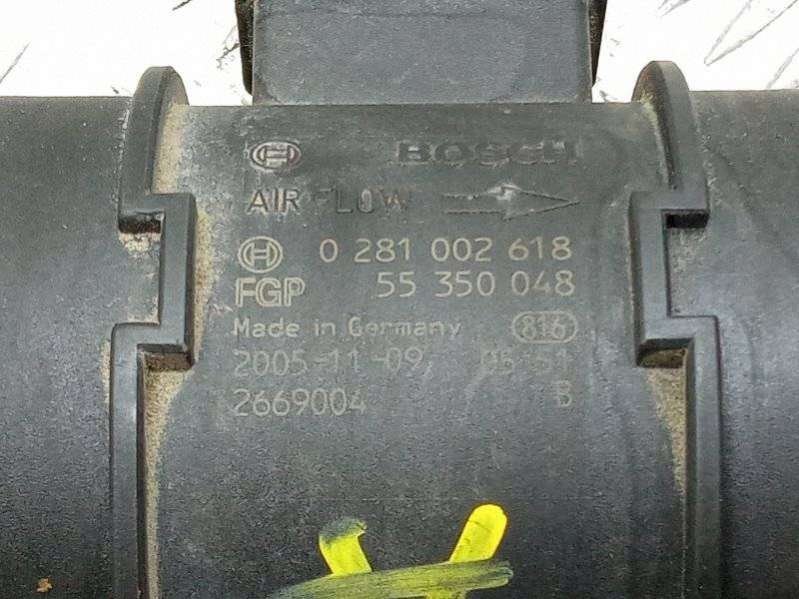 BOSCH
AIR FLOW
0 281 002 618
FGP 55 350 048
Made in Germany 816
2005-11-09
2669004 B